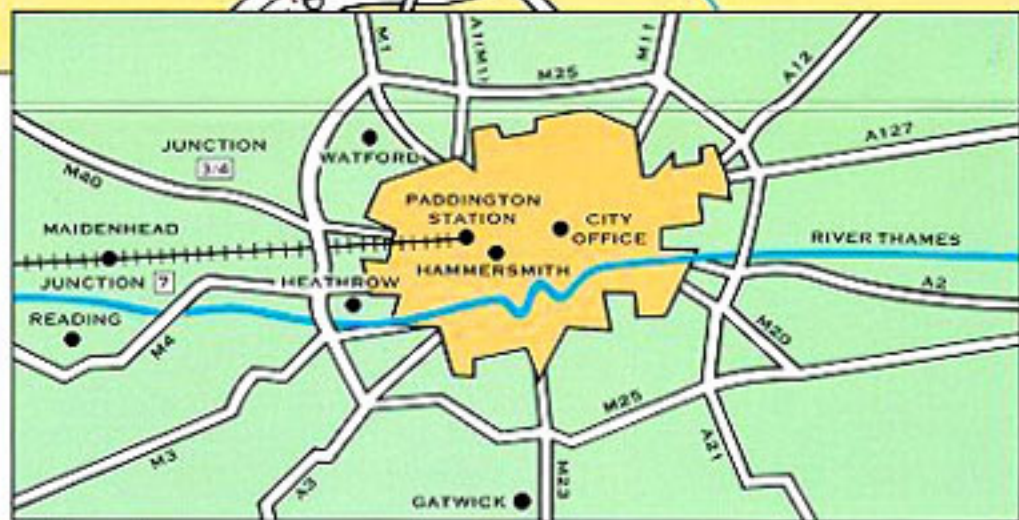 M1
A1(M1)
M11
M25
A12
JUNCTION
3/4
WATFORD
A127
M40
PADDINGTON
STATION
CITY
OFFICE
MAIDENHEAD
HAMMERSMITH
RIVER THAMES
JUNCTION 7
HEATHROW
A2
READING
M4
M20
M25
A21
M3
A3
GATWICK
M23